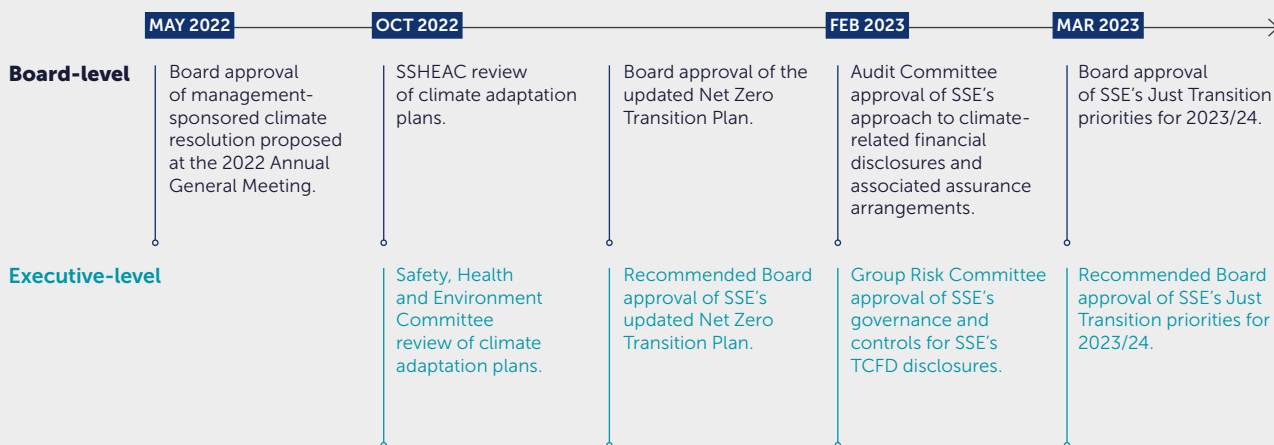 MAY 2022
OCT 2022
FEB 2023
MAR 2023
Board-level
Board approval
of management-
sponsored climate
resolution proposed
at the 2022 Annual
General Meeting.
SSHEAC review
of climate adaptation
plans.
Board approval of the
updated Net Zero
Transition Plan.
Audit Committee
approval of SSE's
approach to climate-
related financial
disclosures and
associated assurance
arrangements.
Board approval
of SSE's Just Transition
priorities for 2023/24.
Executive-level
Safety, Health
and Environment
Committee
review of climate
adaptation plans.
Recommended Board
approval of SSE's
updated Net Zero
Transition Plan.
Group Risk Committee
approval of SSE's
governance and
controls for SSE's
TCFD disclosures.
Recommended Board
approval of SSE's Just
Transition priorities for
2023/24.